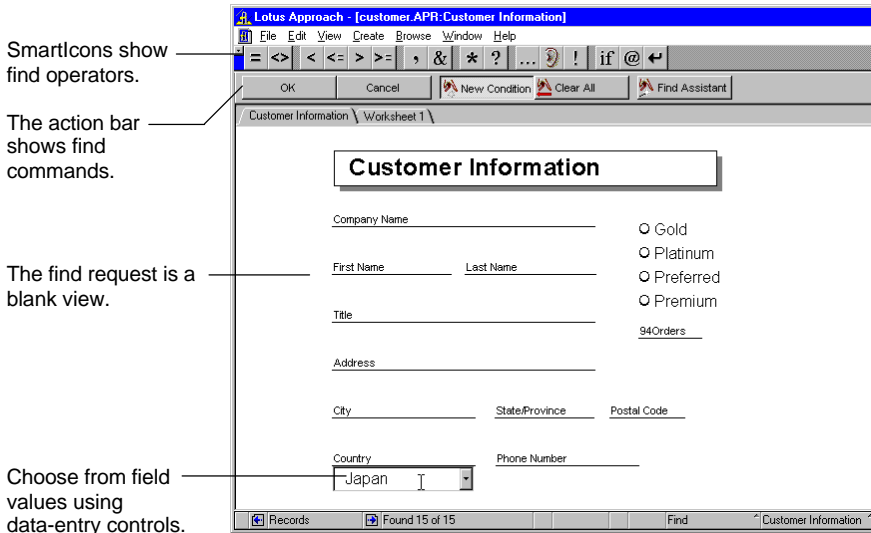 Lotus Approach - [customer.APR:Customer Information]
File Edit View Create Browse Window Help
= <> < <= > >= , & * ? ... ! if @
OK Cancel New Condition Clear All Find Assistant
Customer Information \ Worksheet 1 \
SmartIcons show
find operators.
The action bar
shows find
commands.
The find request is a
blank view.
Choose from field
values using
data-entry controls.
Customer Information
Company Name
Gold
Platinum
First Name Last Name
Preferred
Premium
Title
94Orders
Address
City State/Province Postal Code
Country Phone Number
Japan
Records Found 15 of 15 Find Customer Information